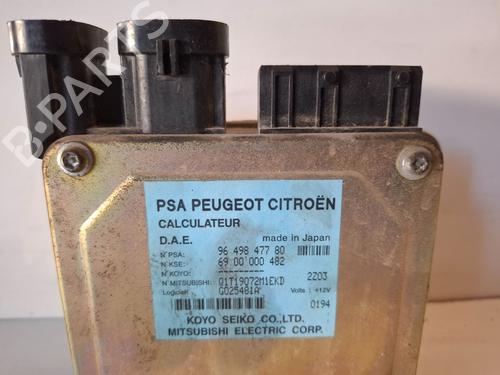 B-PARTS
PSA PEUGEOT CITROËN
CALCULATEUR
D.A.E. made in Japan
N° PSA: 96 498 477 80
N° KSE: 69 00 000 482
N° KOYO: ----------
N° MITSUBISHI: Q1T19072M1EKD 2Z03
Logiciel: G025481A Volts : +12V
0194
KOYO SEIKO CO.,LTD.
MITSUBISHI ELECTRIC CORP.